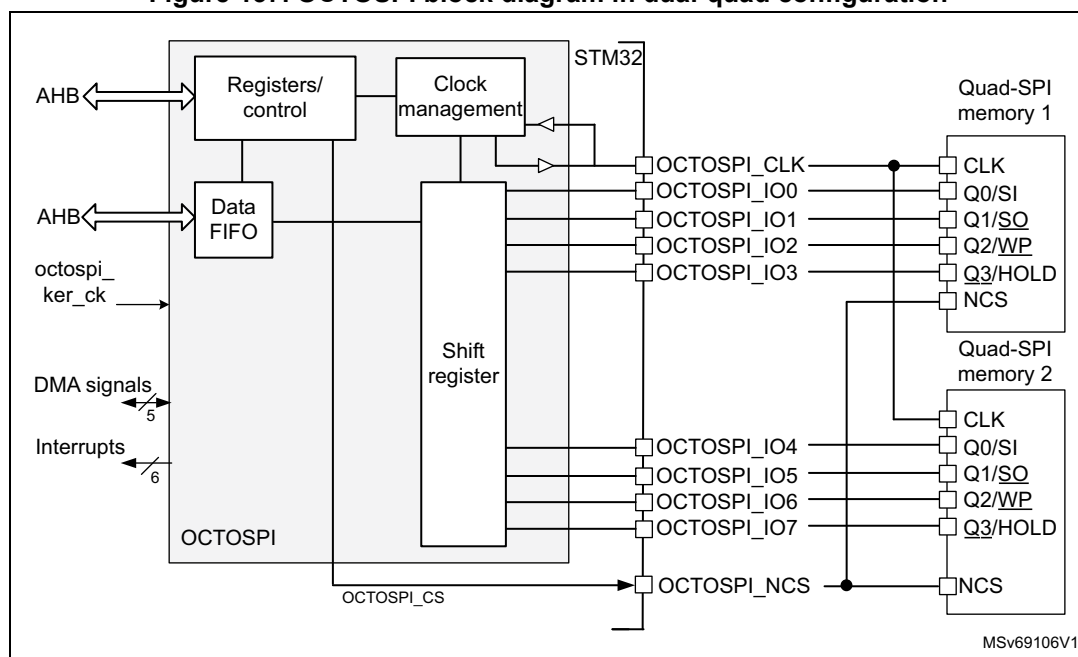 Figure 137. OCTOSPI block diagram in dual-quad configuration
STM32
Registers/
control
Clock
management
AHB
Data
FIFO
AHB
octospi_
ker_ck
DMA signals
5
Interrupts
6
Shift
register
OCTOSPI
OCTOSPI_CS
OCTOSPI_CLK
OCTOSPI_IO0
OCTOSPI_IO1
OCTOSPI_IO2
OCTOSPI_IO3
OCTOSPI_IO4
OCTOSPI_IO5
OCTOSPI_IO6
OCTOSPI_IO7
OCTOSPI_NCS
Quad-SPI
memory 1
CLK
Q0/SI
Q1/SO
Q2/WP
Q3/HOLD
NCS
Quad-SPI
memory 2
CLK
Q0/SI
Q1/SO
Q2/WP
Q3/HOLD
NCS
MSv69106V1